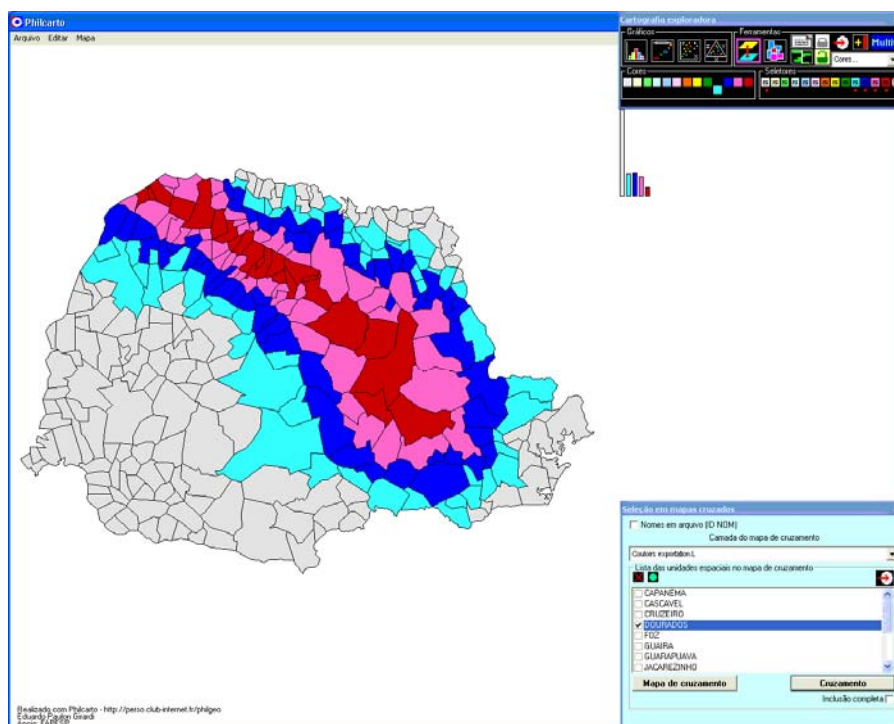 Philcarto
Arquivo Editar Mapa
Cartografia exploradora
Gráficos
Ferramentas
Multi
Cores...
Cores
Seletores
Seleção em mapas cruzados
Nomes em arquivo (ID NOM)
Camada do mapa de cruzamento
Couloirs exportation.L
Lista das unidades espaciais no mapa de cruzamento
CAPANEMA
CASCAVEL
CRUZEIRO
DOURADOS
FOZ
GUAIRA
GUARAPUAVA
JACAREZINHO
Mapa de cruzamento
Cruzamento
Inclusão completa
Realizado com Philcarto - http://perso.club-internet.fr/philgeo
Eduardo Paulon Girardi